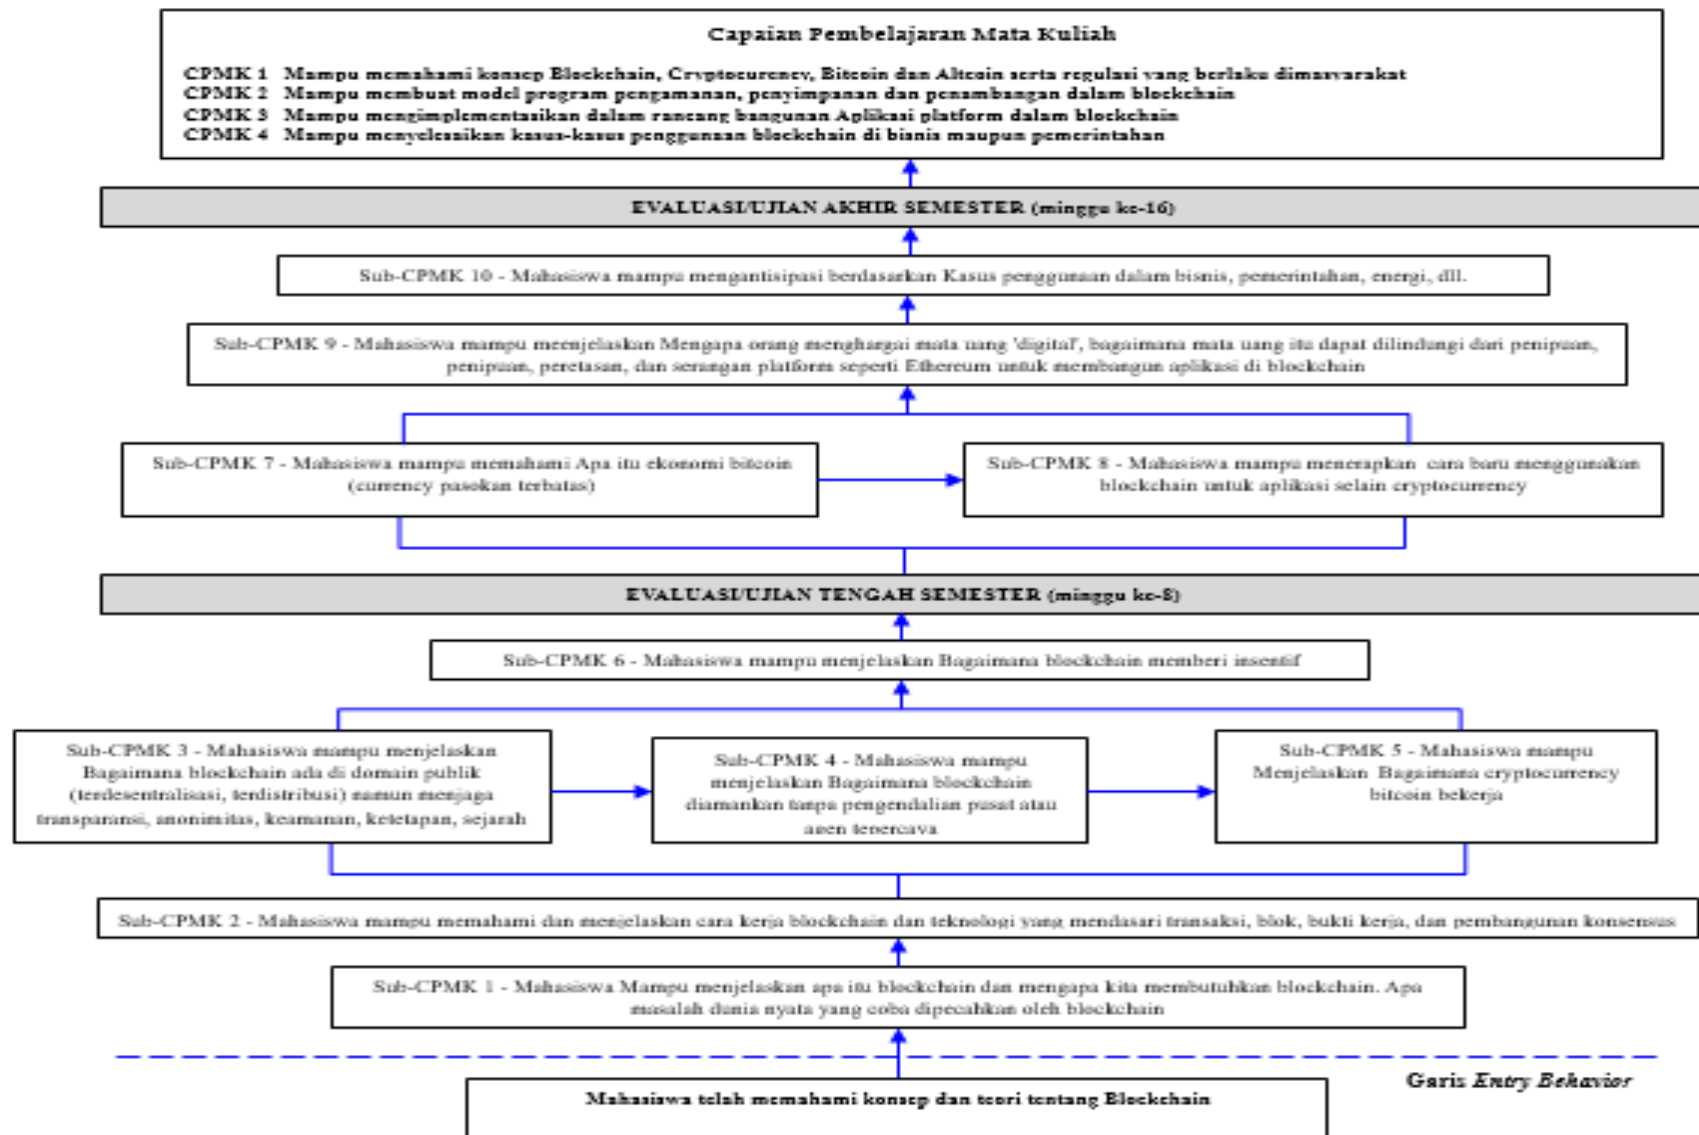 Capaian Pembelajaran Mata Kuliah
CPMK 1 Mampu memahami konsep Blockchain, Cryptocurency, Bitcoin dan Altcoin serta regulasi yang berlaku dimasyarakat
CPMK 2 Mampu membuat model program pengamanan, penyimpanan dan penambangan dalam blockchain
CPMK 3 Mampu mengimplementasikan dalam rancang bangunan Aplikasi platform dalam blockchain
CPMK 4 Mampu menyelesaikan kasus-kasus penggunaan blockchain di bisnis maupun pemerintahan
EVALUASI/UJIAN AKHIR SEMESTER (minggu ke-16)
Sub-CPMK 10 - Mahasiswa mampu mengantisipasi berdasarkan Kasus penggunaan dalam bisnis, pemerintahan, energi, dll.
Sub-CPMK 9 - Mahasiswa mampu meenjelaskan Mengapa orang menghargai mata uang 'digital', bagaimana mata uang itu dapat dilindungi dari penipuan,
penipuan, peretasan, dan serangan platform seperti Ethereum untuk membangun aplikasi di blockchain
Sub-CPMK 7 - Mahasiswa mampu memahami Apa itu ekonomi bitcoin
(currency pasokan terbatas)
Sub-CPMK 8 - Mahasiswa mampu menerapkan cara baru menggunakan
blockchain untuk aplikasi selain cryptocurrency
EVALUASI/UJIAN TENGAH SEMESTER (minggu ke-8)
Sub-CPMK 6 - Mahasiswa mampu menjelaskan Bagaimana blockchain memberi insentif
Sub-CPMK 3 - Mahasiswa mampu menjelaskan
Bagaimana blockchain ada di domain publik
(terdesentralisasi, terdistribusi) namun menjaga
transparansi, anonimitas, keamanan, ketetapan, sejarah
Sub-CPMK 4 - Mahasiswa mampu
menjelaskan Bagaimana blockchain
diamankan tanpa pengendalian pusat atau
agen tepercaya
Sub-CPMK 5 - Mahasiswa mampu
Menjelaskan Bagaimana cryptocurrency
bitcoin bekerja
Sub-CPMK 2 - Mahasiswa mampu memahami dan menjelaskan cara kerja blockchain dan teknologi yang mendasari transaksi, blok, bukti kerja, dan pembangunan konsensus
Sub-CPMK 1 - Mahasiswa Mampu menjelaskan apa itu blockchain dan mengapa kita membutuhkan blockchain. Apa
masalah dunia nyata yang coba dipecahkan oleh blockchain
Garis Entry Behavior
Mahasiswa telah memahami konsep dan teori tentang Blockchain